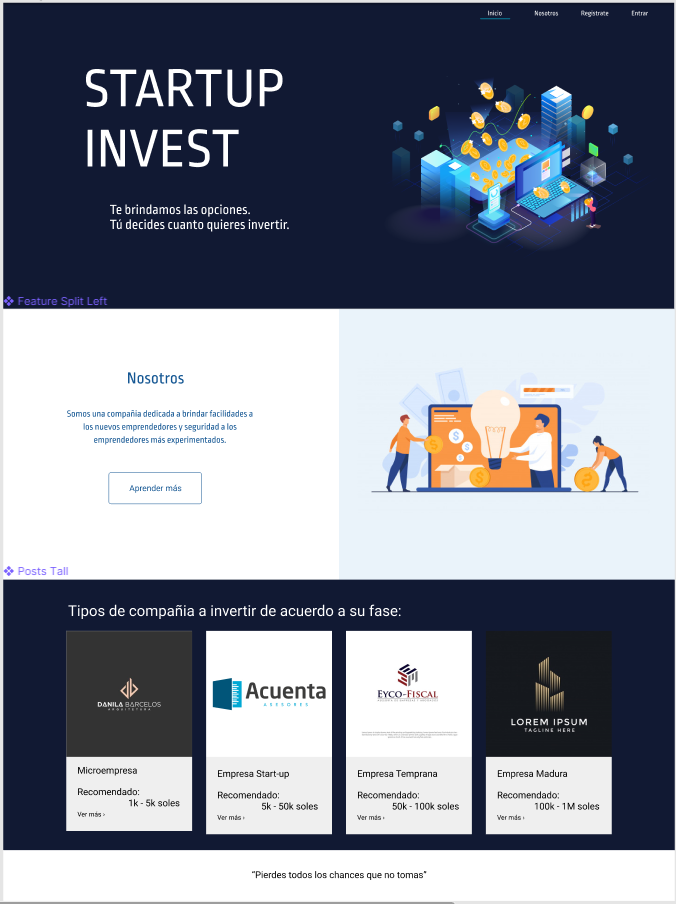 Inicio Nosotros Registrate Entrar
STARTUP
INVEST
Te brindamos las opciones.
Tú decides cuanto quieres invertir.
Feature Split Left
Nosotros
Somos una compañia dedicada a brindar facilidades a
los nuevos emprendedores y seguridad a los
emprendedores más experimentados.
Aprender más
Posts Tall
Tipos de compañia a invertir de acuerdo a su fase:
DANILA BARCELOS
ARQUITETURA
Microempresa
Recomendado:
1k - 5k soles
Ver más ›
Acuenta
ASESORES
Empresa Start-up
Recomendado:
5k - 50k soles
Ver más ›
EYCO-FISCAL
Empresa Temprana
Recomendado:
50k - 100k soles
Ver más ›
LOREM IPSUM
TAGLINE HERE
Empresa Madura
Recomendado:
100k - 1M soles
Ver más ›
“Pierdes todos los chances que no tomas”